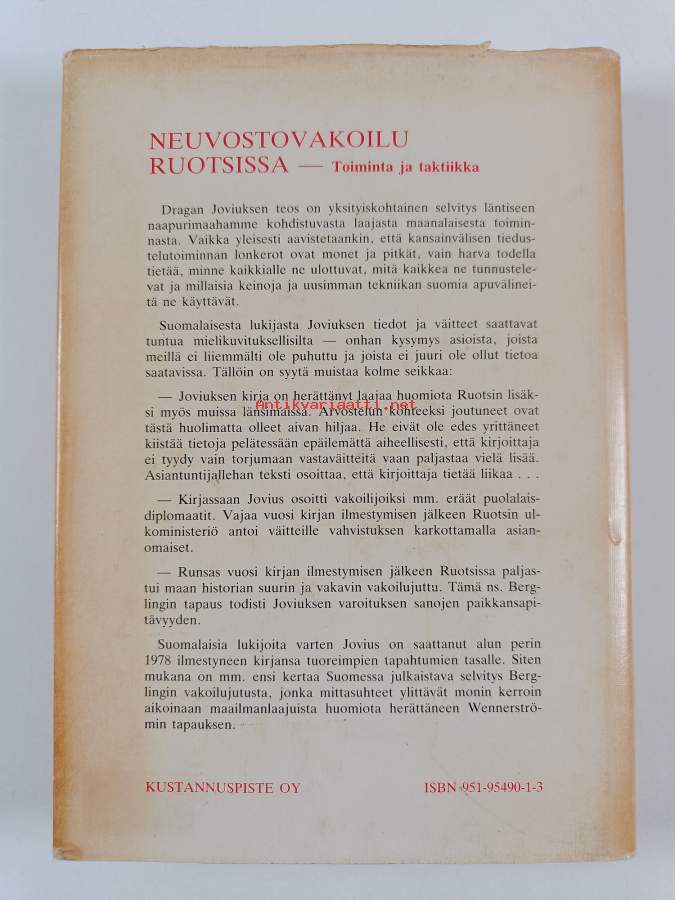 NEUVOSTOVAKOILU
RUOTSISSA — Toiminta ja taktiikka
Dragan Joviuksen teos on yksityiskohtainen selvitys läntiseen
naapurimaahamme kohdistuvasta laajasta maanalaisesta toimin-
nasta. Vaikka yleisesti aavistetaankin, että kansainvälisen tiedus-
telutoiminnan lonkerot ovat monet ja pitkät, vain harva todella
tietää, minne kaikkialle ne ulottuvat, mitä kaikkea ne tunnustele-
vat ja millaisia keinoja ja uusimman tekniikan suomia apuvälinei-
tä ne käyttävät.
Suomalaisesta lukijasta Joviuksen tiedot ja väitteet saattavat
tuntua mielikuvituksellisilta — onhan kysymys asioista, joista
meillä ei liiemmälti ole puhuttu ja joista ei juuri ole ollut tietoa
saatavissa. Tällöin on syytä muistaa kolme seikkaa:
— Joviuksen kirja on herättänyt laajaa huomiota Ruotsin lisäk-
si myös muissa länsimaissa. Arvostelun kohteeksi joutuneet ovat
Antikvariaatti.net
tästä huolimatta olleet aivan hiljaa. He eivät ole edes yrittäneet
kiistää tietoja pelätessään epäilemättä aiheellisesti, että kirjoittaja
ei tyydy vain torjumaan vastaväitteitä vaan paljastaa vielä lisää.
Asiantuntijallehan teksti osoittaa, että kirjoittaja tietää liikaa . . .
— Kirjassaan Jovius osoitti vakoilijoiksi mm. eräät puolalais-
diplomaatit. Vajaa vuosi kirjan ilmestymisen jälkeen Ruotsin ul-
koministeriö antoi väitteille vahvistuksen karkottamalla asian-
omaiset.
— Runsas vuosi kirjan ilmestymisen jälkeen Ruotsissa paljas-
tui maan historian suurin ja vakavin vakoilujuttu. Tämä ns. Berg-
lingin tapaus todisti Joviuksen varoituksen sanojen paikkansapi-
tävyyden.
Suomalaisia lukijoita varten Jovius on saattanut alun perin
1978 ilmestyneen kirjansa tuoreimpien tapahtumien tasalle. Siten
mukana on mm. ensi kertaa Suomessa julkaistava selvitys Berg-
lingin vakoilujutusta, jonka mittasuhteet ylittävät monin kerroin
aikoinaan maailmanlaajuista huomiota herättäneen Wennerströ-
min tapauksen.
KUSTANNUSPISTE OY ISBN 951-95490-1-3